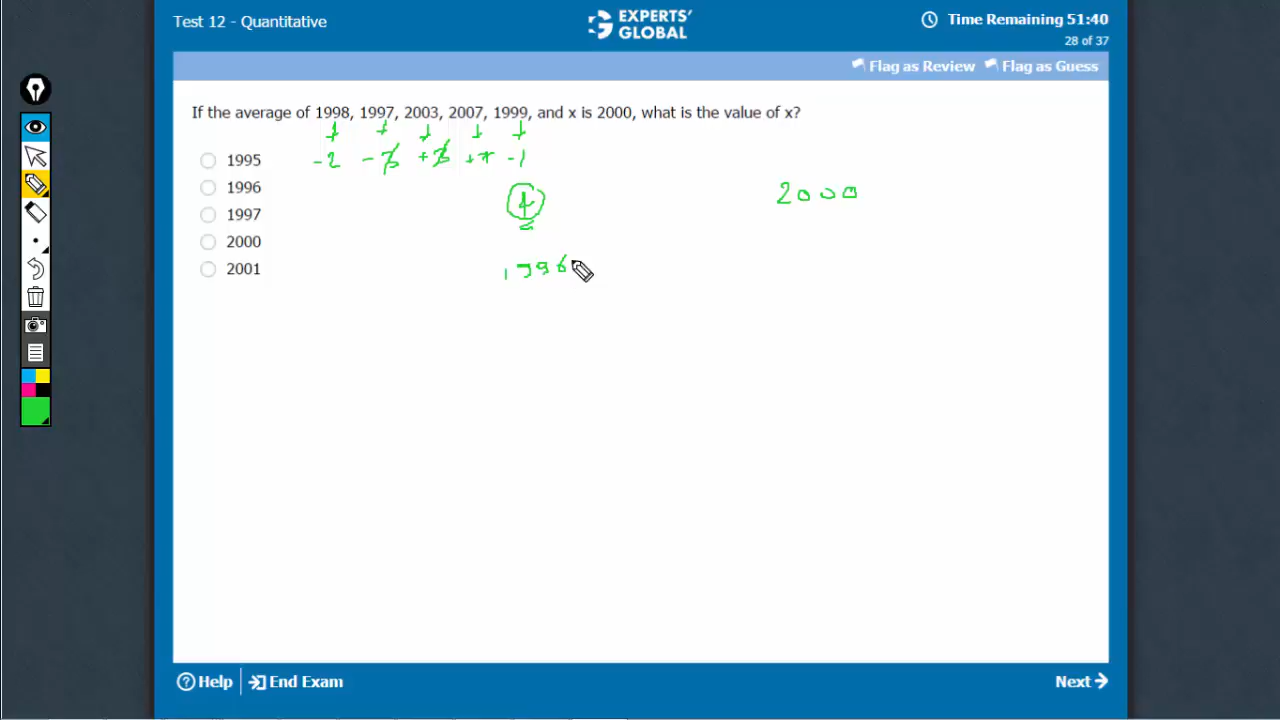 Test 12 - Quantitative
EXPERTS'
GLOBAL
Time Remaining 51:40
28 of 37
Flag as Review
Flag as Guess
If the average of 1998, 1997, 2003, 2007, 1999, and x is 2000, what is the value of x?
-2 -3 +3 +7 -1
1995
1996
2000
1997
2000
2001
1996
Help
End Exam
Next